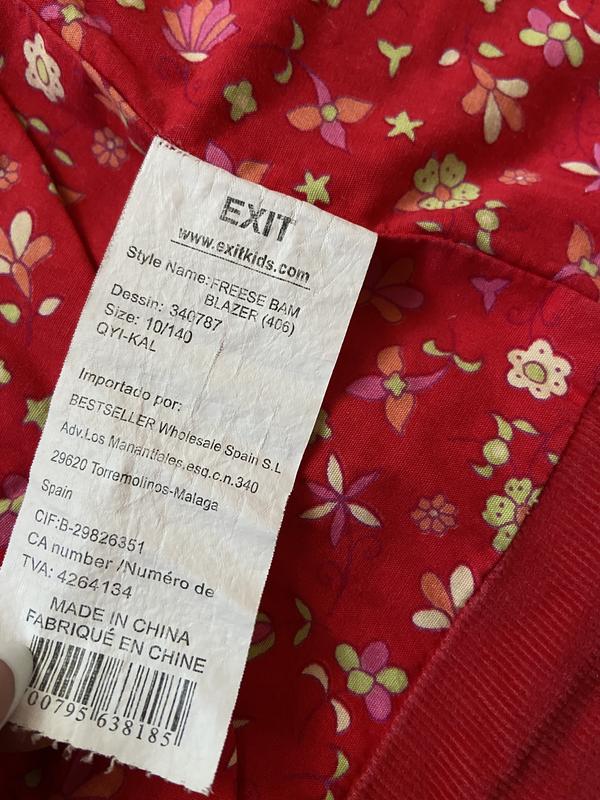 EXIT
www.exitkids.com
Style Name: FREESE BAM
BLAZER (406)
Dessin: 340787
Size: 10/140
QYI-KAL
Importado por:
BESTSELLER Wholesale Spain S.L
Adv.Los Manantiales,esq.c.n.340
29620 Torremolinos-Malaga
Spain
CIF:B-29826351
CA number /Numéro de
TVA: 4264134
MADE IN CHINA
FABRIQUÉ EN CHINE
00795 638185